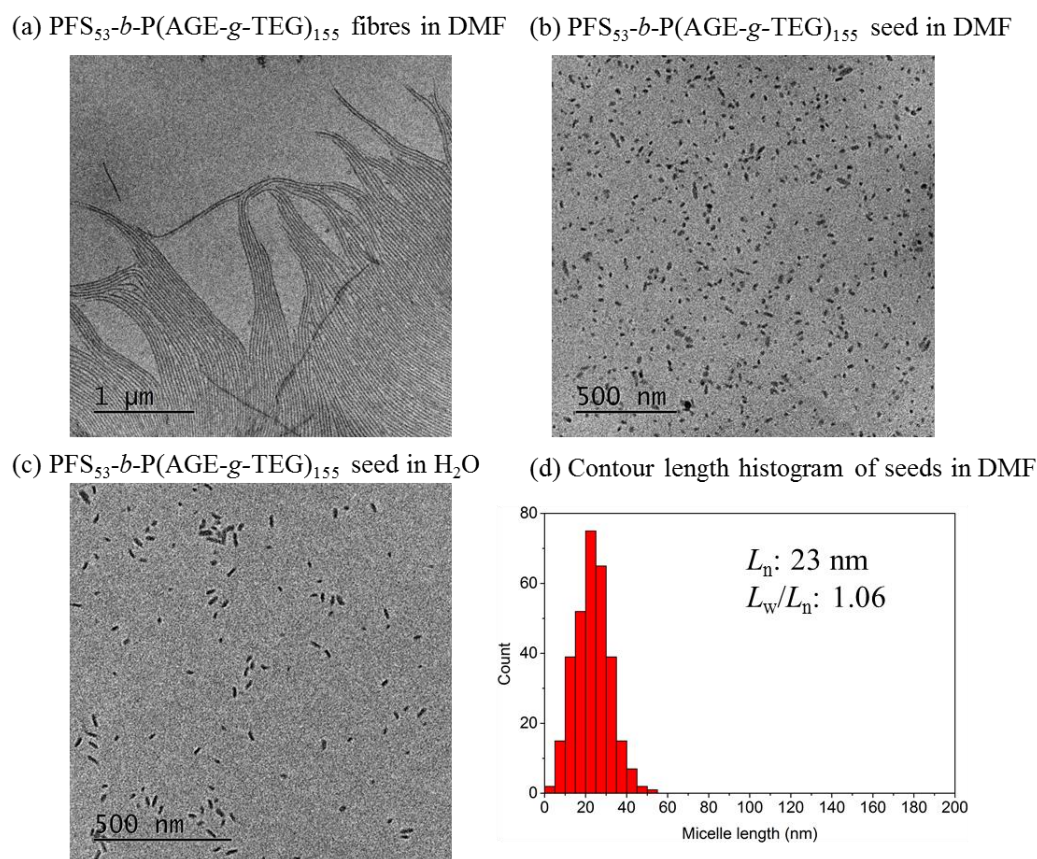 (a) PFS53-b-P(AGE-g-TEG)155 fibres in DMF
1 µm
(b) PFS53-b-P(AGE-g-TEG)155 seed in DMF
500 nm
(c) PFS53-b-P(AGE-g-TEG)155 seed in H2O
500 nm
(d) Contour length histogram of seeds in DMF
Ln: 23 nm
Lw/Ln: 1.06
Count
80
60
40
20
0
0 20 40 60 80 100 120 140 160 180 200
Micelle length (nm)